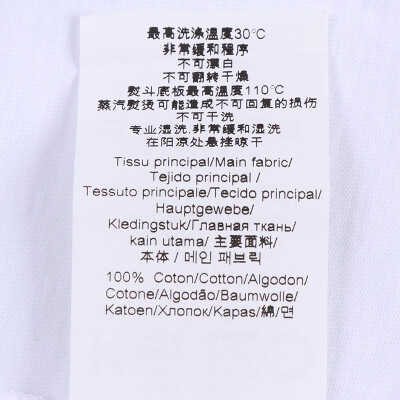 最高洗涤温度30°C
非常缓和程序
不可漂白
不可翻转干燥
熨斗底板最高温度110°C
蒸汽熨烫可能造成不可回复的损伤
不可干洗
专业湿洗,非常缓和湿洗
在阴凉处悬挂晾干
Tissu principal/Main fabric/
Tejido principal/
Tessuto principale/Tecido principal/
Hauptgewebe/
Kledingstuk/Главная ткань/
kain utama/ 主要面料/
本体 / 메인 패브릭
100% Coton/Cotton/Algodon/
Cotone/Algodão/Baumwolle/
Katoen/Хлопок/Kapas/綿/면